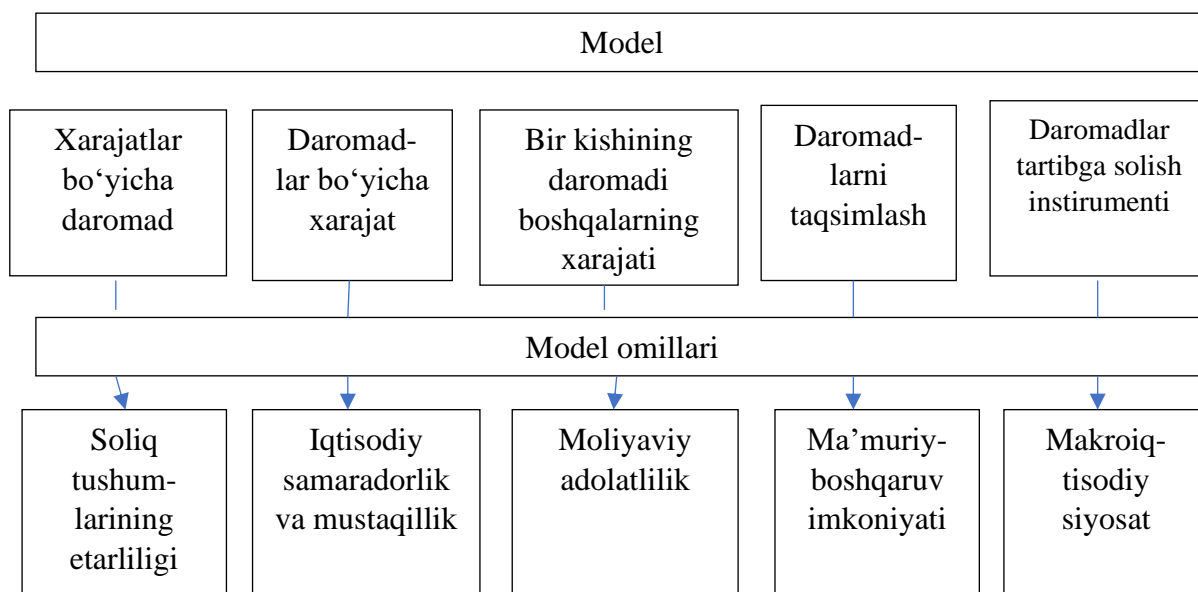 Model
Xarajatlar
bo‘yicha
daromad
Daromad-
lar bo‘yicha
xarajat
Bir kishining
daromadi
boshqalarning
xarajati
Daromad-
larni
taqsimlash
Daromadlar
tartibga solish
instirumenti
Model omillari
Soliq
tushum-
larining
etarliligi
Iqtisodiy
samaradorlik
va mustaqillik
Moliyaviy
adolatlilik
Ma’muriy-
boshqaruv
imkoniyati
Makroiq-
tisodiy
siyosat